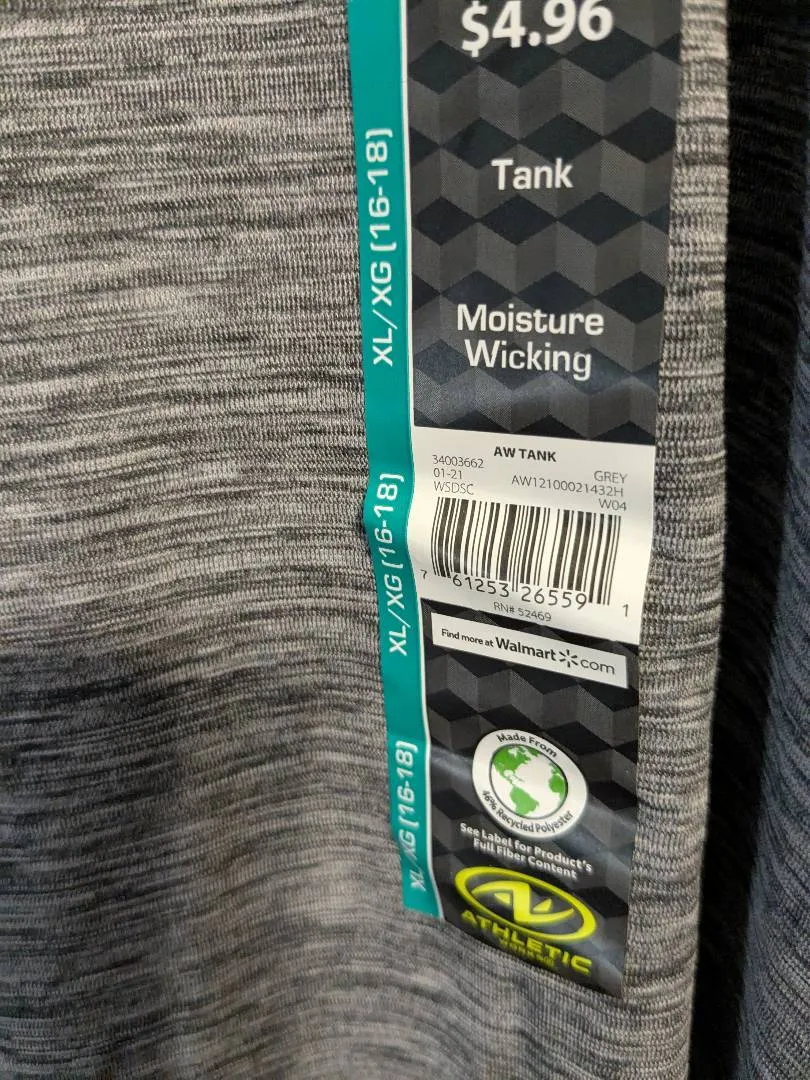 $4.96
Tank
Moisture
Wicking
XL/XG (16-18)
XL/XG (16-18)
XL/XG (16-18)
AW TANK
34003662
GREY
01-21
AW12100021432H
WSDSC
W04
7 61253 26559 1
RN# 52469
Find more at Walmart.com
Made From
46% Recycled Polyester
See Label for Product's
Full Fiber Content
ATHLETIC
WORKS